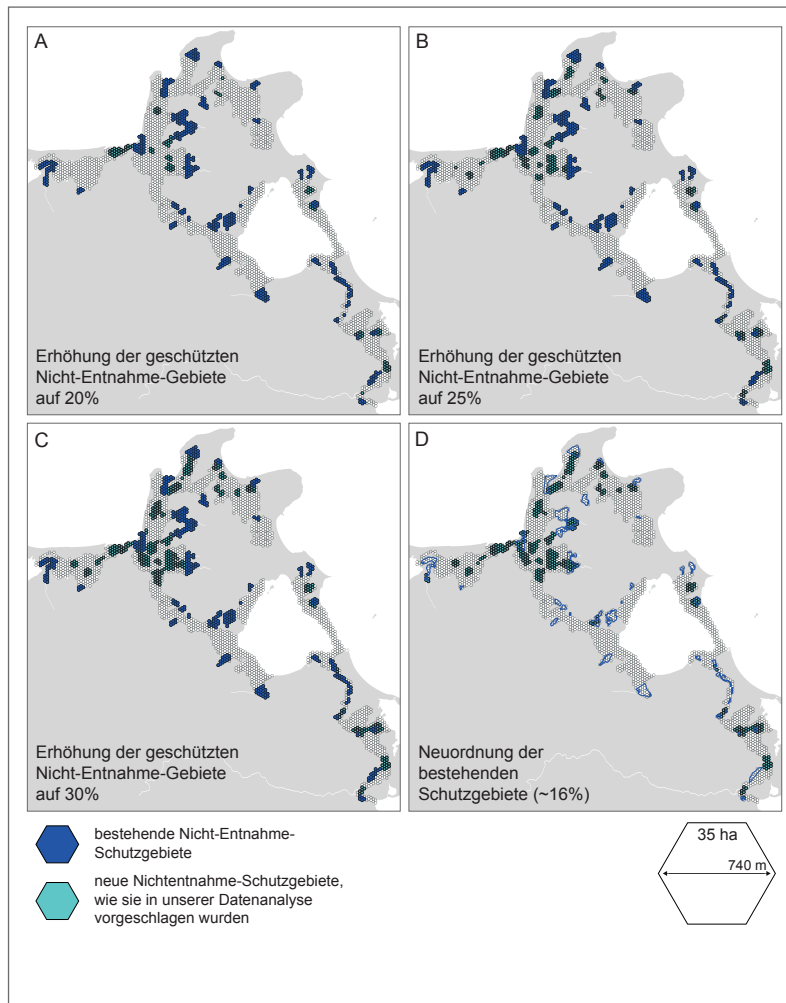 A
Erhöhung der geschützten
Nicht-Entnahme-Gebiete
auf 20%
B
Erhöhung der geschützten
Nicht-Entnahme-Gebiete
auf 25%
C
Erhöhung der geschützten
Nicht-Entnahme-Gebiete
auf 30%
D
Neuordnung der
bestehenden
Schutzgebiete (~16%)
bestehende Nicht-Entnahme-
Schutzgebiete
neue Nichtentnahme-Schutzgebiete,
wie sie in unserer Datenanalyse
vorgeschlagen wurden
35 ha
740 m